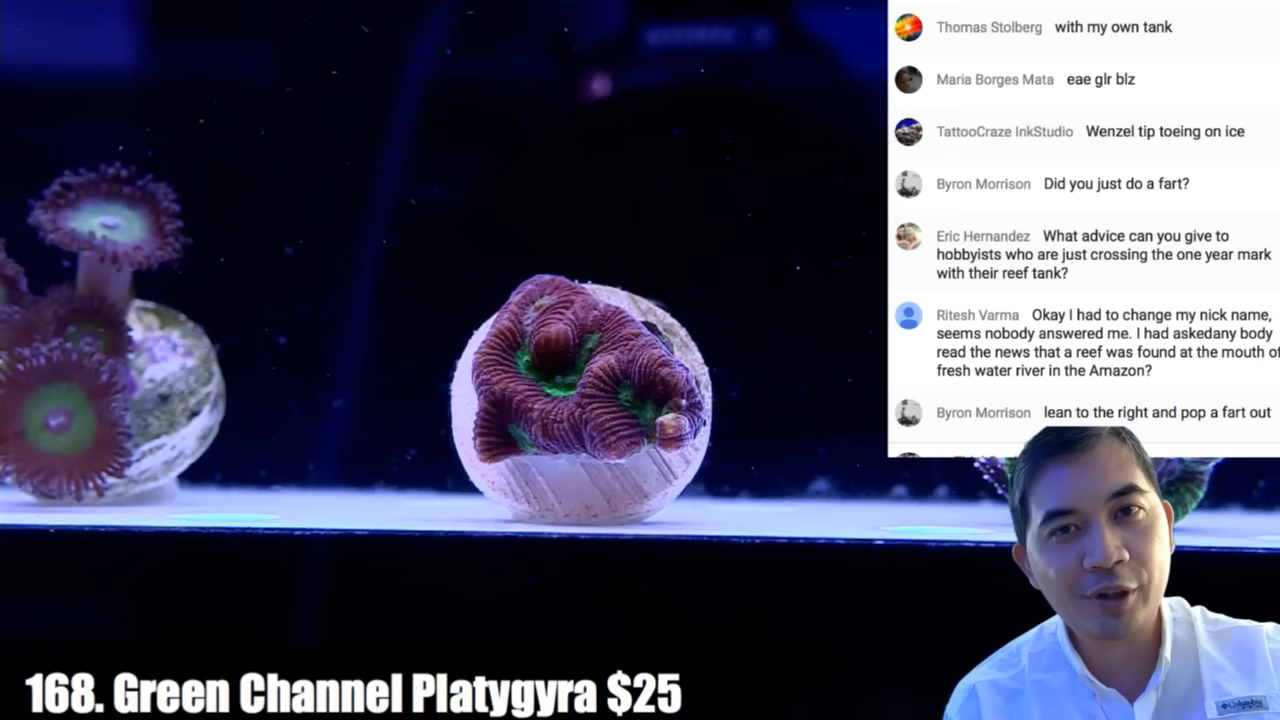 Thomas Stolberg with my own tank
Maria Borges Mata eae glr blz
TattooCraze InkStudio Wenzel tip toeing on ice
Byron Morrison Did you just do a fart?
Eric Hernandez What advice can you give to
hobbyists who are just crossing the one year mark
with their reef tank?
Ritesh Varma Okay I had to change my nick name,
seems nobody answered me. I had askedany body
read the news that a reef was found at the mouth of
fresh water river in the Amazon?
Byron Morrison lean to the right and pop a fart out
Columbia
168. Green Channel Platygyra $25